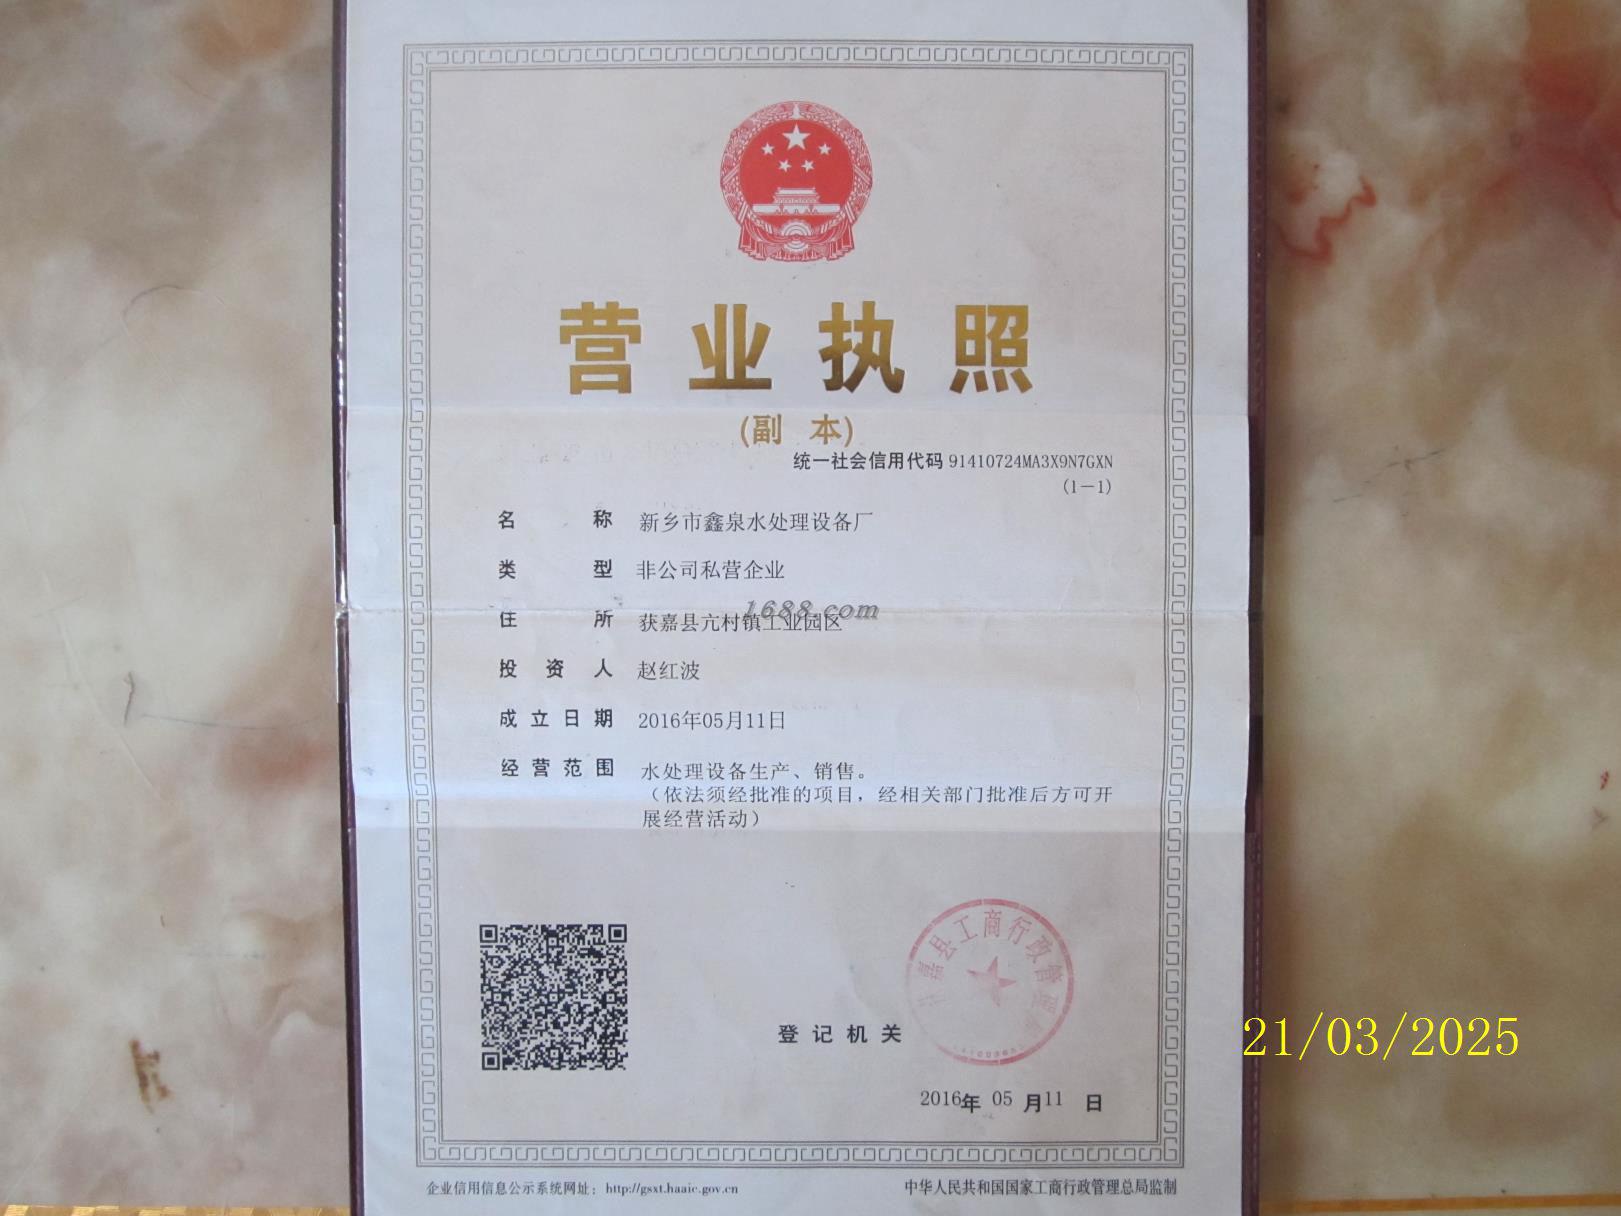 营业执照
(副 本)
统一社会信用代码 91410724MA3X9N7GXN
(1－1)
名 称 新乡市鑫泉水处理设备厂
类 型 非公司私营企业
1688.com
住 所 获嘉县亢村镇工业园区
投 资 人 赵红波
成 立 日 期 2016年05月11日
经 营 范 围 水处理设备生产、销售。
（依法须经批准的项目，经相关部门批准后方可开
展经营活动）
嘉县工商行政管理
登 记 机 关
21/03/2025
2016年 05 月11 日
企业信用信息公示系统网址： http://gsxt.haaic.gov.cn
中华人民共和国国家工商行政管理总局监制